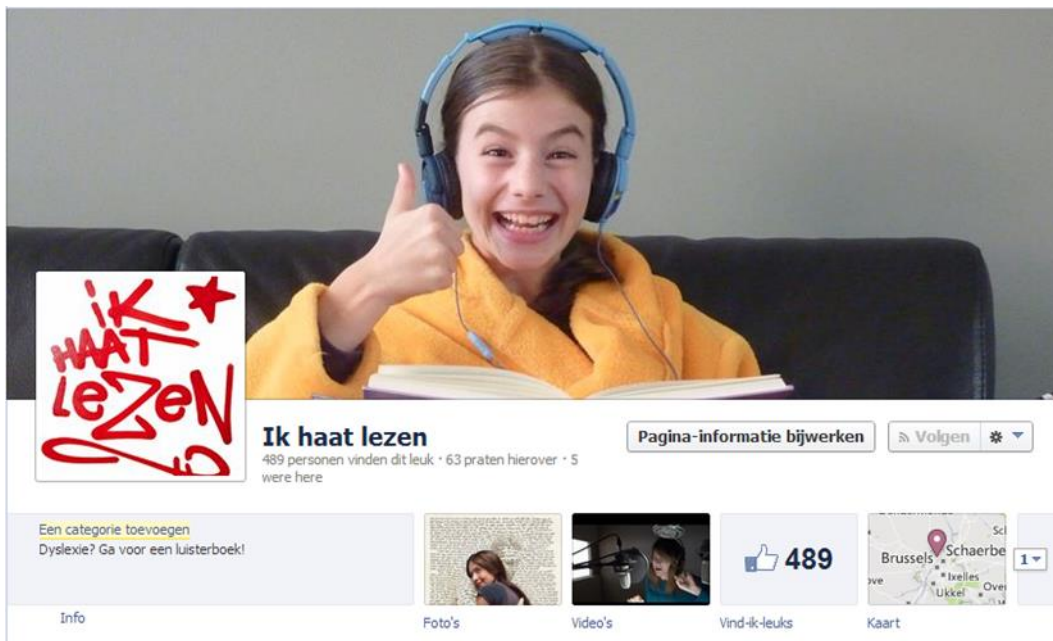 iK
HAAT
LeZeN
Ik haat lezen
489 personen vinden dit leuk · 63 praten hierover · 5
were here
Pagina-informatie bijwerken
Volgen
Een categorie toevoegen
Dyslexie? Ga voor een luisterboek!
Info
Foto's
Video's
489
Vind-ik-leuks
Brussels
Schaerbe
Ixelles
Ukkel
Kaart
1